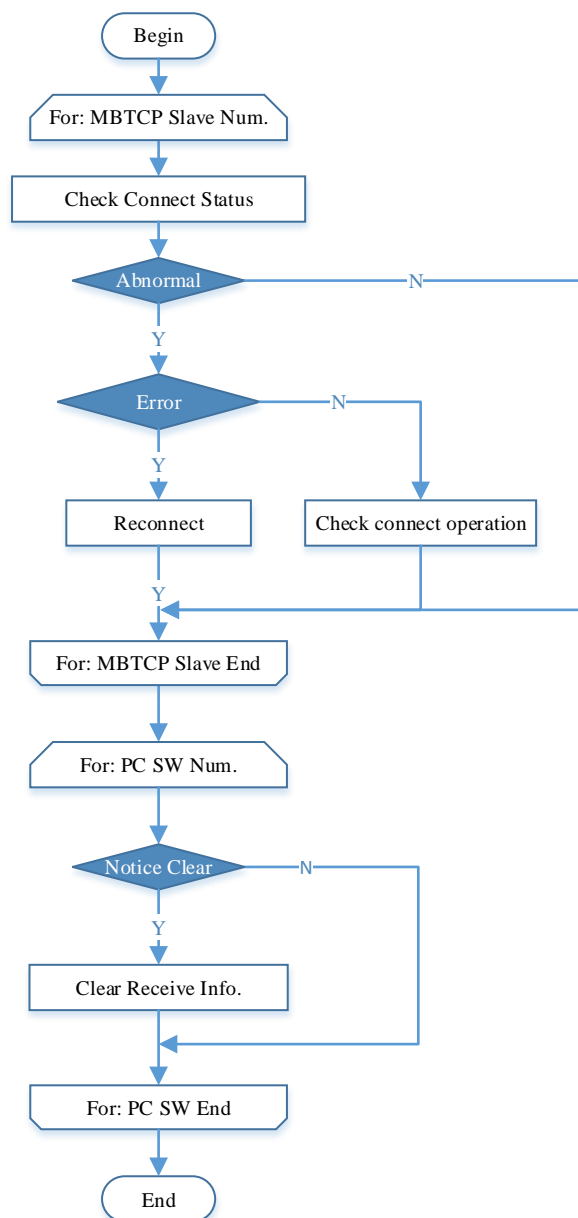 Begin
For: MBTCP Slave Num.
Check Connect Status
Abnormal
N
Y
Error
N
Y
Reconnect
Check connect operation
Y
For: MBTCP Slave End
For: PC SW Num.
Notice Clear
N
Y
Clear Receive Info.
For: PC SW End
End